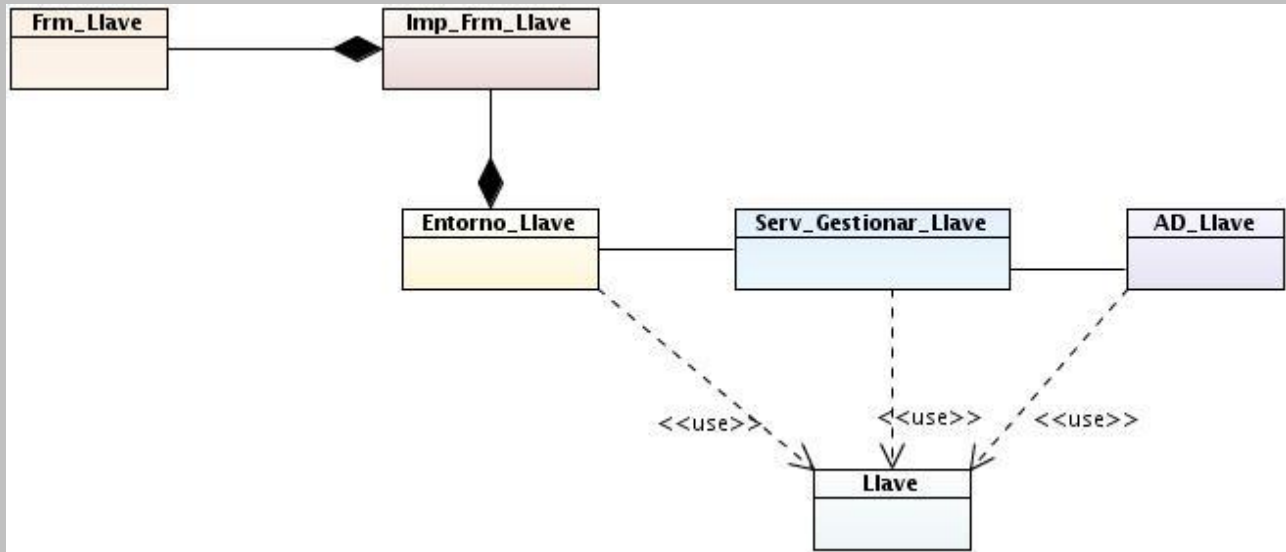 Frm_Llave
Imp_Frm_Llave
Entorno_Llave
Serv_Gestionar_Llave
AD_Llave
<<use>>
<<use>>
<<use>>
Llave